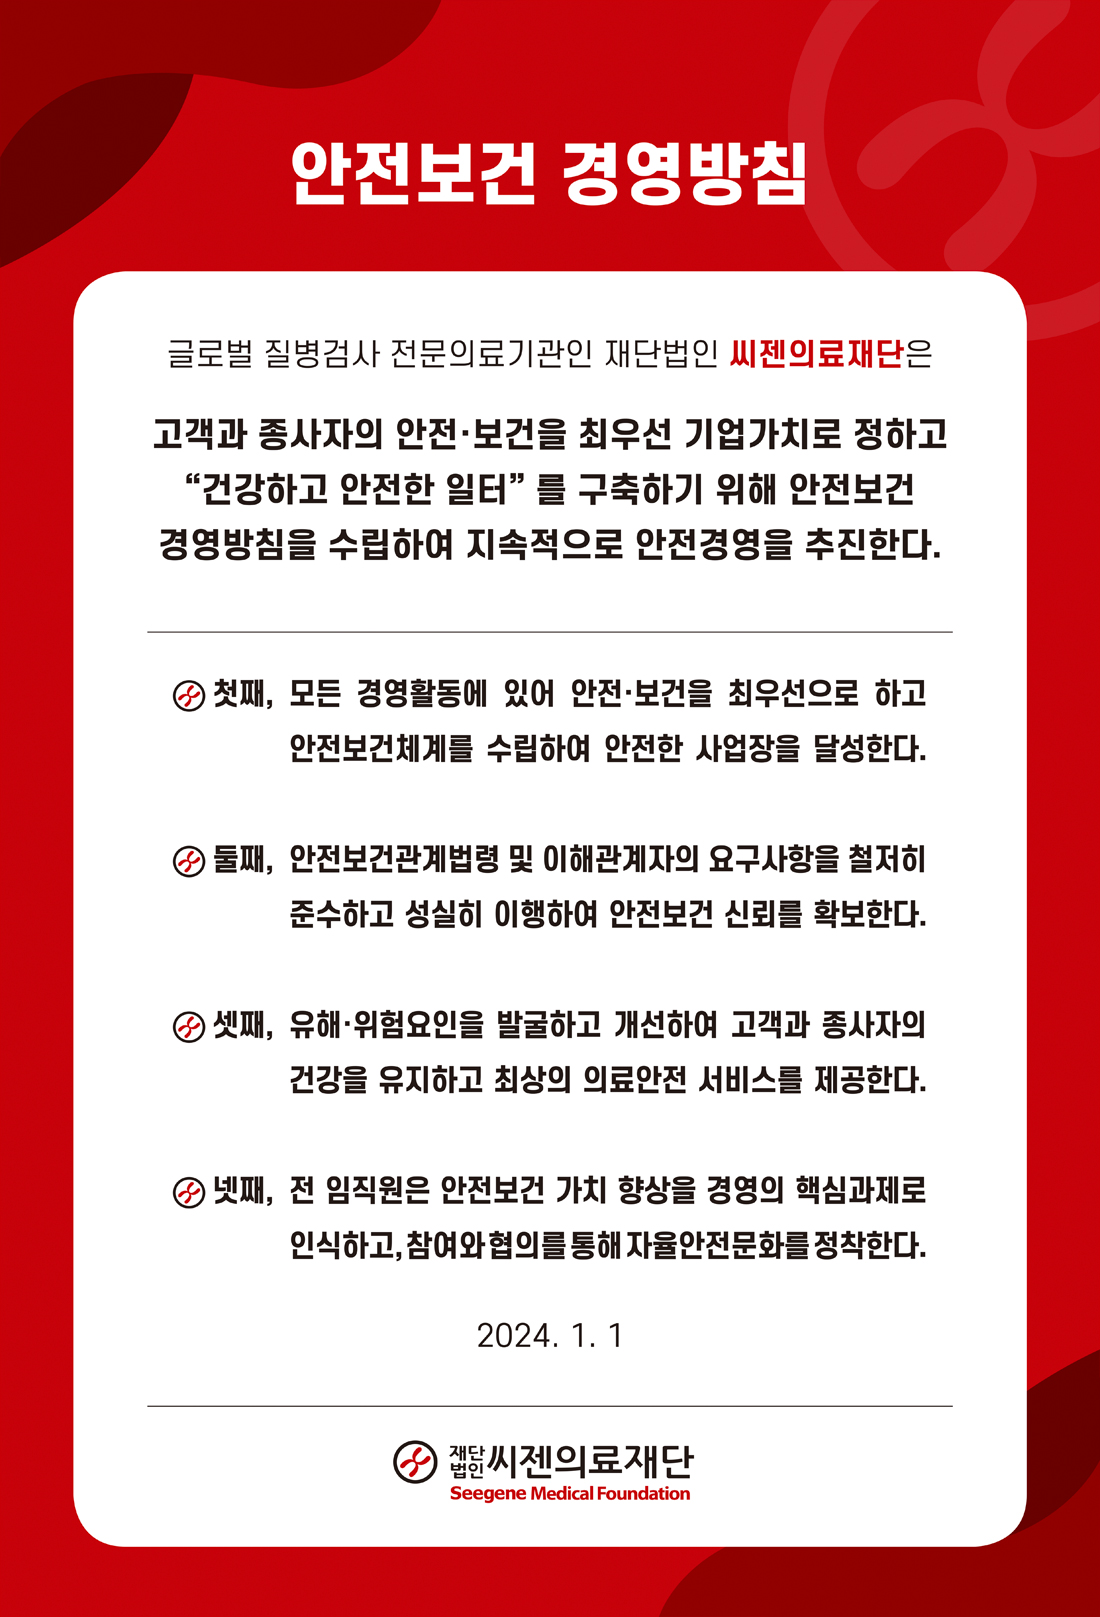 안전보건 경영방침
글로벌 질병검사 전문의료기관인 재단법인 씨젠의료재단은
고객과 종사자의 안전·보건을 최우선 기업가치로 정하고
“건강하고 안전한 일터” 를 구축하기 위해 안전보건
경영방침을 수립하여 지속적으로 안전경영을 추진한다.
첫째, 모든 경영활동에 있어 안전·보건을 최우선으로 하고
안전보건체계를 수립하여 안전한 사업장을 달성한다.
둘째, 안전보건관계법령 및 이해관계자의 요구사항을 철저히
준수하고 성실히 이행하여 안전보건 신뢰를 확보한다.
셋째, 유해·위험요인을 발굴하고 개선하여 고객과 종사자의
건강을 유지하고 최상의 의료안전 서비스를 제공한다.
넷째, 전 임직원은 안전보건 가치 향상을 경영의 핵심과제로
인식하고, 참여와 협의를 통해 자율안전문화를 정착한다.
2024. 1. 1
재단법인 씨젠의료재단
Seegene Medical Foundation